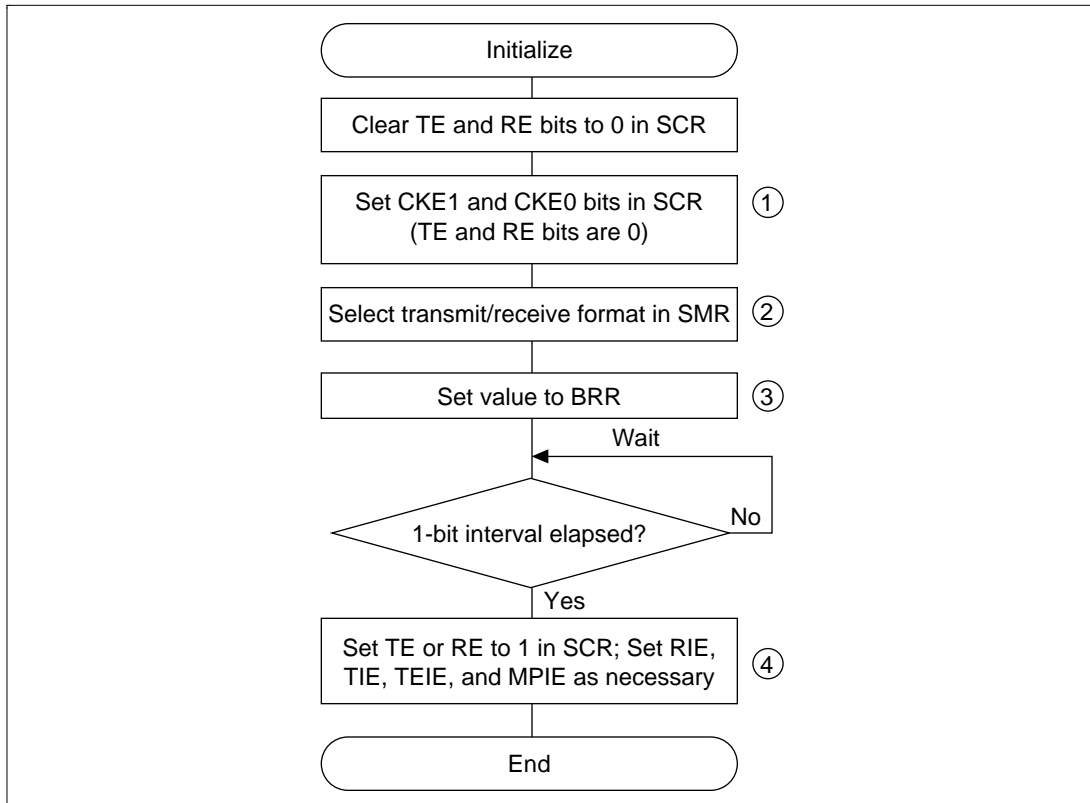 Initialize
Clear TE and RE bits to 0 in SCR
Set CKE1 and CKE0 bits in SCR
(TE and RE bits are 0)
1
Select transmit/receive format in SMR
2
Set value to BRR
3
Wait
1-bit interval elapsed?
No
Yes
Set TE or RE to 1 in SCR; Set RIE,
TIE, TEIE, and MPIE as necessary
4
End